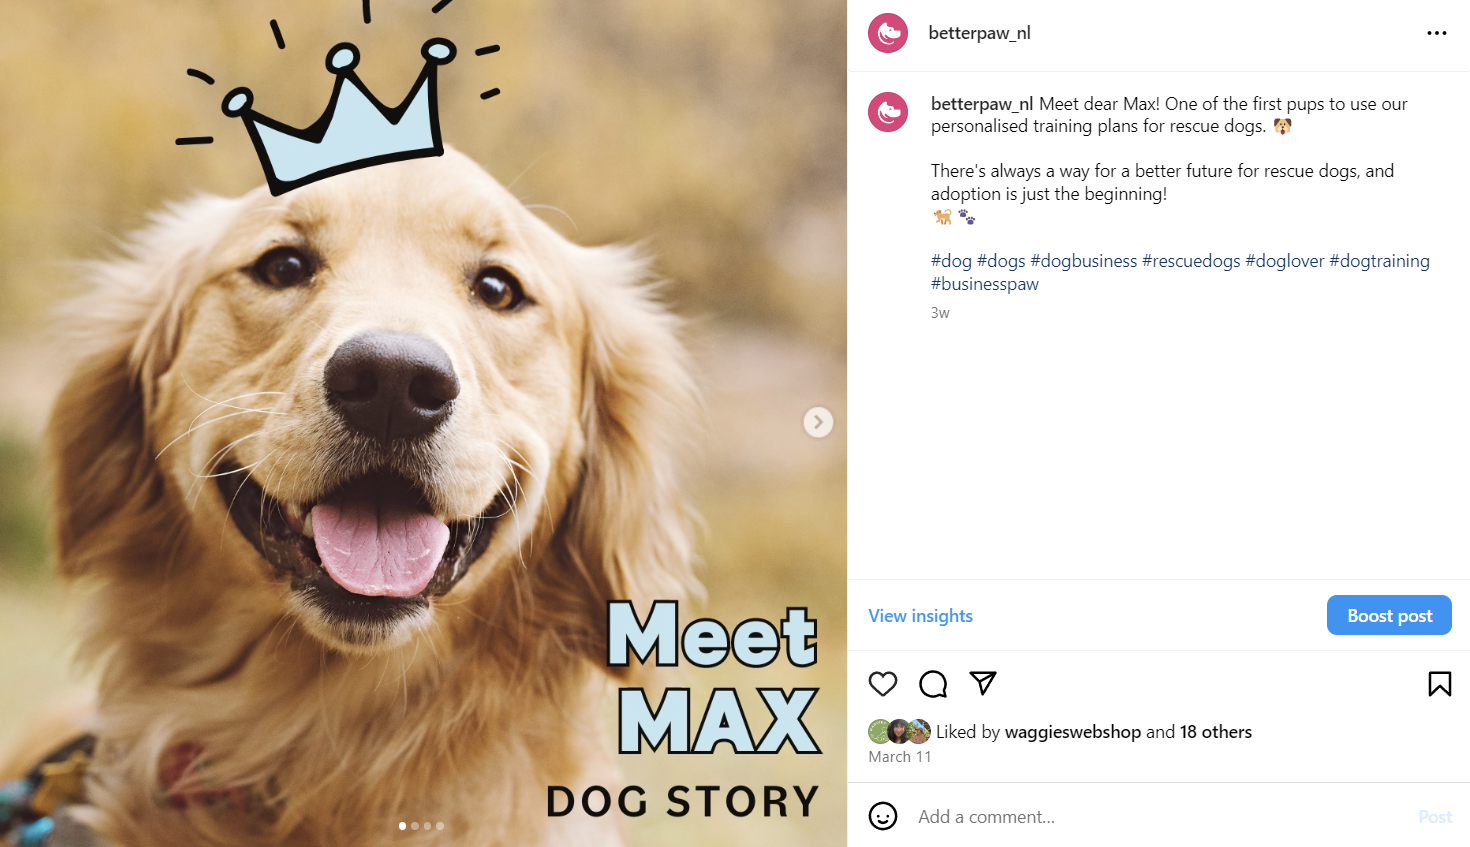 Meet
MAX
DOG STORY
betterpaw_nl
betterpaw_nl Meet dear Max! One of the first pups to use our
personalised training plans for rescue dogs. 🐶
There's always a way for a better future for rescue dogs, and
adoption is just the beginning!
🐕🐾
#dog #dogs #dogbusiness #rescuedogs #doglover #dogtraining
#businesspaw
3w
View insights
Boost post
Liked by waggieswebshop and 18 others
March 11
Add a comment...
Post